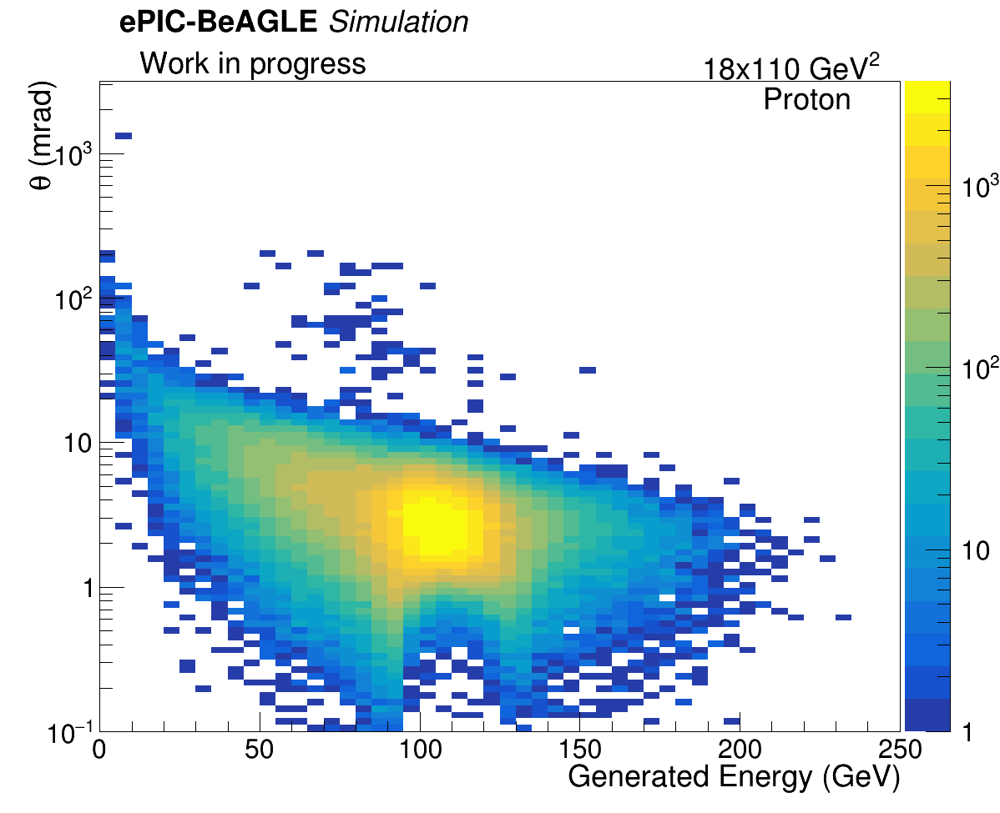 ePIC-BeAGLE Simulation
Work in progress
18x110 GeV²
Proton
θ (mrad)
10³
10²
10
1
10⁻¹
0 50 100 150 200 250
Generated Energy (GeV)
10³
10²
10
1